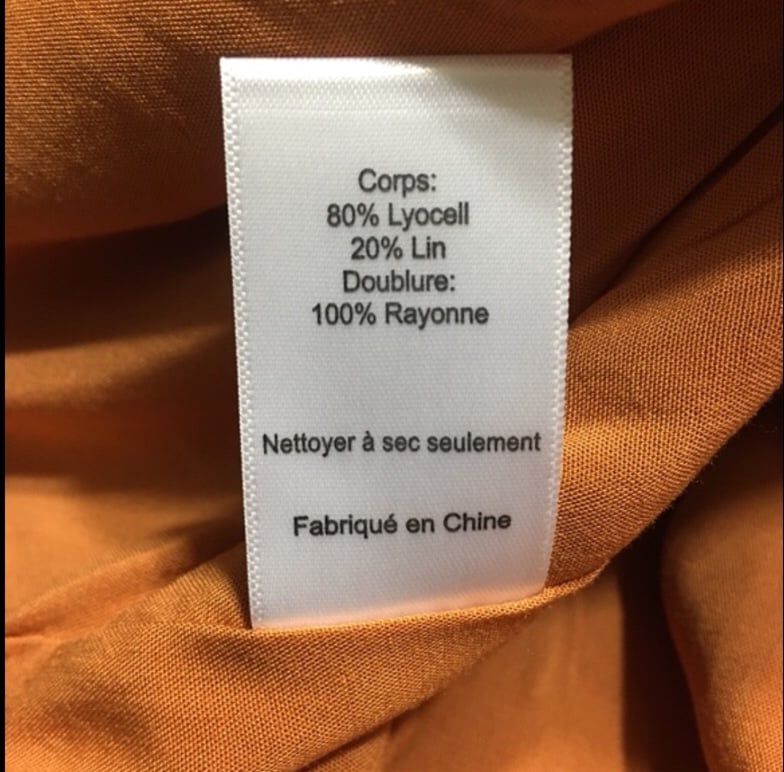 Corps:
80% Lyocell
20% Lin
Doublure:
100% Rayonne
Nettoyer à sec seulement
Fabriqué en Chine